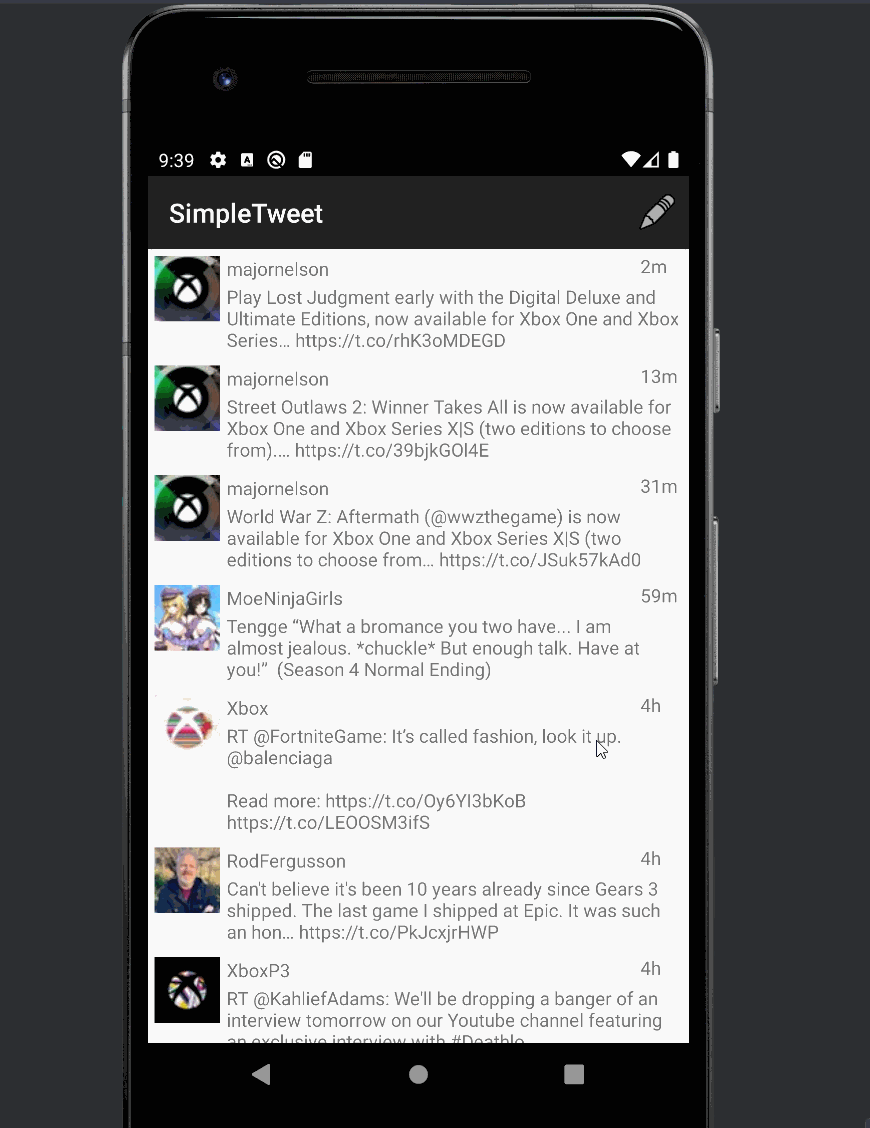 9:39
SimpleTweet
majornelson 2m
Play Lost Judgment early with the Digital Deluxe and
Ultimate Editions, now available for Xbox One and Xbox
Series… https://t.co/rhK3oMDEGD
majornelson 13m
Street Outlaws 2: Winner Takes All is now available for
Xbox One and Xbox Series X|S (two editions to choose
from).… https://t.co/39bjkGOl4E
majornelson 31m
World War Z: Aftermath (@wwzthegame) is now
available for Xbox One and Xbox Series X|S (two
editions to choose from… https://t.co/JSuk57kAd0
MoeNinjaGirls 59m
Tengge “What a bromance you two have... I am
almost jealous. *chuckle* But enough talk. Have at
you!”  (Season 4 Normal Ending)
Xbox 4h
RT @FortniteGame: It’s called fashion, look it up.
@balenciaga
Read more: https://t.co/Oy6YI3bKoB
https://t.co/LEOOSM3ifS
RodFergusson 4h
Can't believe it's been 10 years already since Gears 3
shipped. The last game I shipped at Epic. It was such
an hon… https://t.co/PkJcxjrHWP
XboxP3 4h
RT @KahliefAdams: We'll be dropping a banger of an
interview tomorrow on our Youtube channel featuring
an exclusive interview with #Deathlo